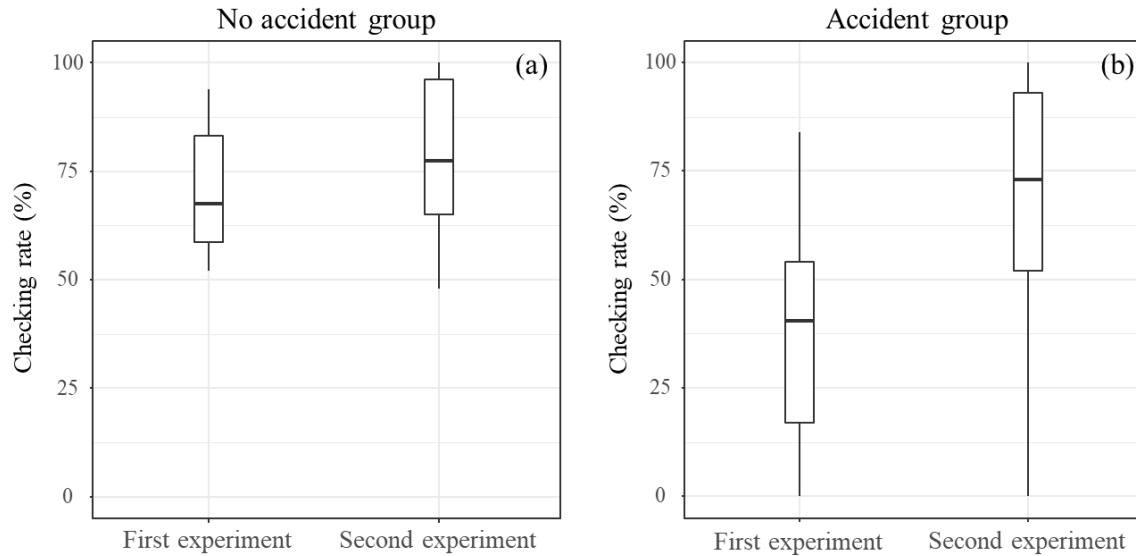 No accident group
(a)
Checking rate (%)
100
75
50
25
0
First experiment
Second experiment
Accident group
(b)
Checking rate (%)
100
75
50
25
0
First experiment
Second experiment